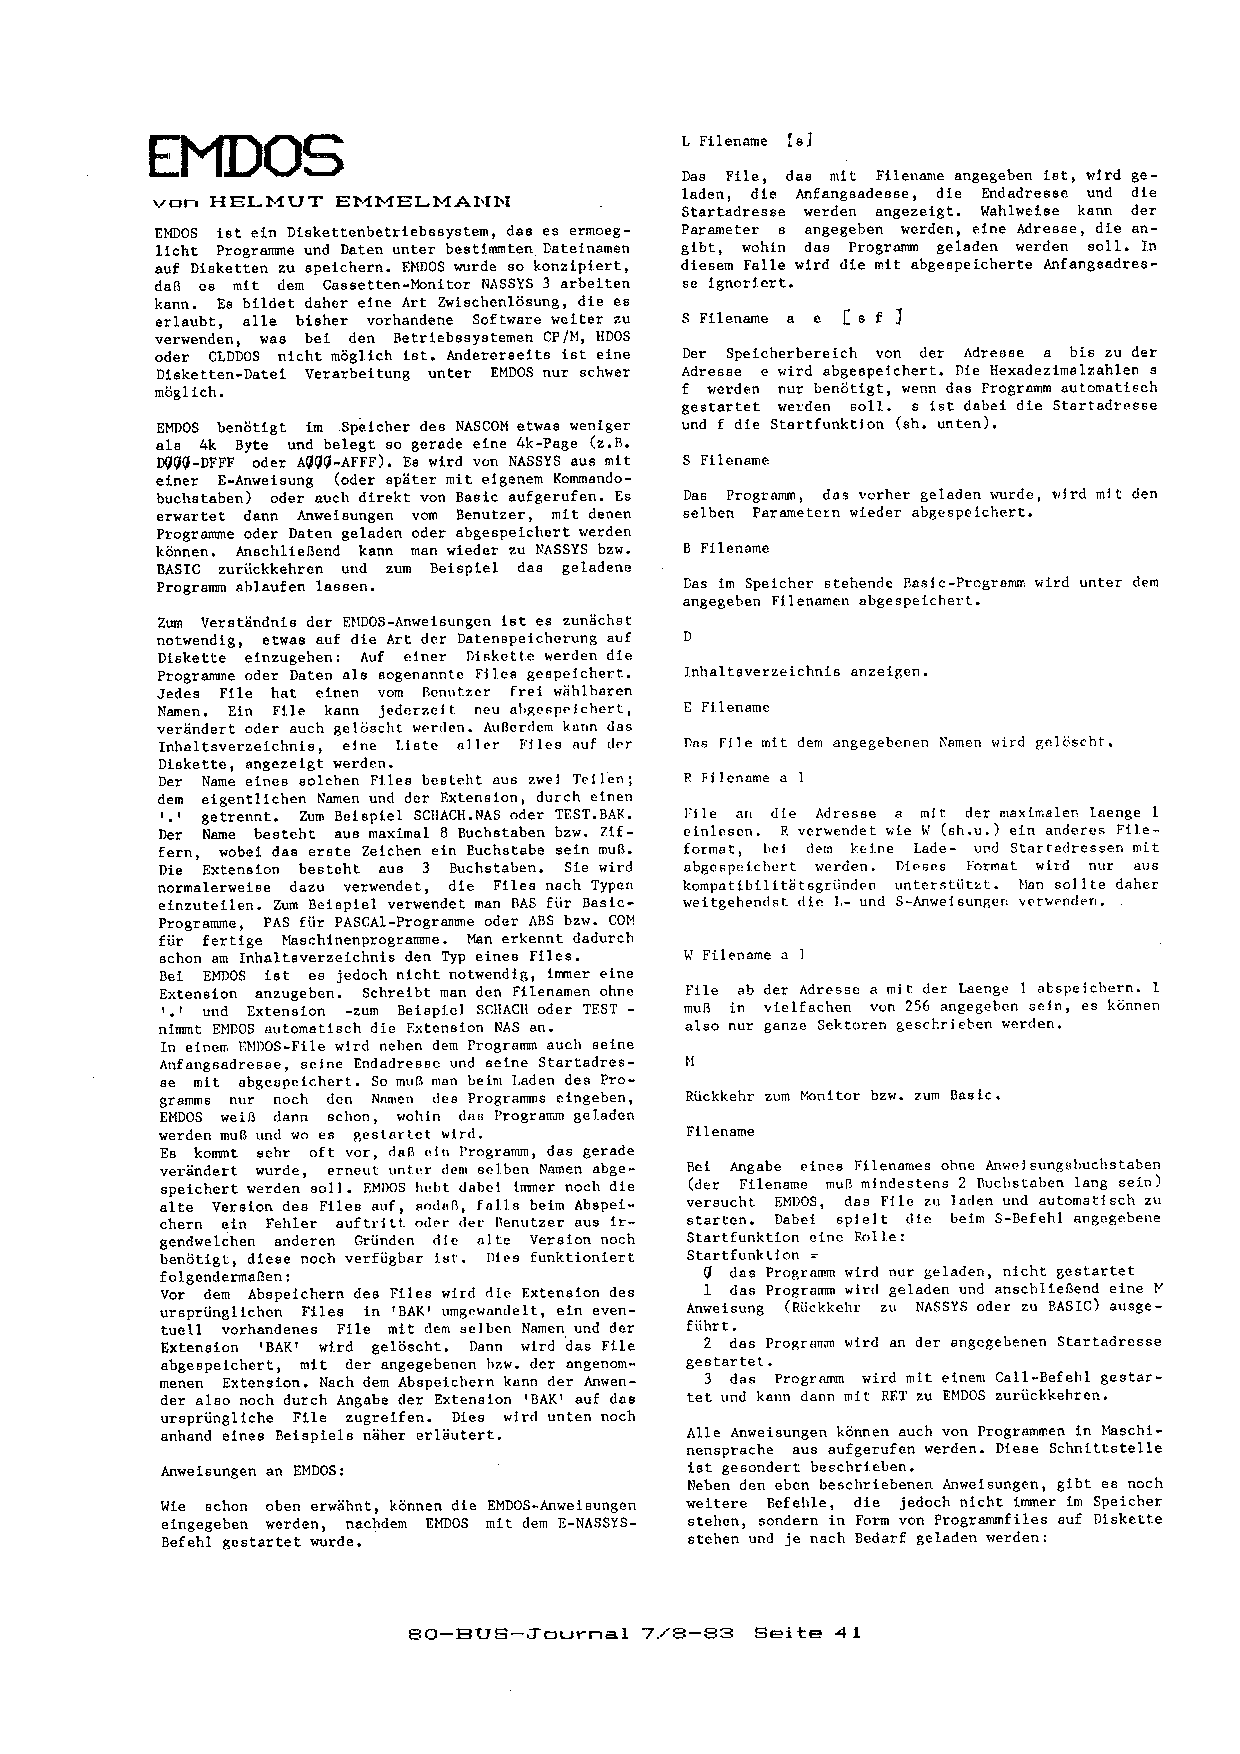 EMDOS
von HELMUT EMMELMANN
EMDOS ist ein Diskettenbetriebssystem, das es ermoeg-
licht Programme und Daten unter bestimmten Dateinamen
auf Disketten zu speichern. EMDOS wurde so konzipiert,
daß es mit dem Cassetten-Monitor NASSYS 3 arbeiten
kann. Es bildet daher eine Art Zwischenlösung, die es
erlaubt, alle bisher vorhandene Software weiter zu
verwenden, was bei den Betriebssystemen CP/M, HDOS
oder CLDDOS nicht möglich ist. Andererseits ist eine
Disketten-Datei Verarbeitung unter EMDOS nur schwer
möglich.
EMDOS benötigt im Speicher des NASCOM etwas weniger
als 4k Byte und belegt so gerade eine 4k-Page (z.B.
DØØØ-DFFF oder AØØØ-AFFF). Es wird von NASSYS aus mit
einer E-Anweisung (oder später mit eigenem Kommando-
buchstaben) oder auch direkt von Basic aufgerufen. Es
erwartet dann Anweisungen vom Benutzer, mit denen
Programme oder Daten geladen oder abgespeichert werden
können. Anschließend kann man wieder zu NASSYS bzw.
BASIC zurückkehren und zum Beispiel das geladene
Programm ablaufen lassen.
Zum Verständnis der EMDOS-Anweisungen ist es zunächst
notwendig, etwas auf die Art der Datenspeicherung auf
Diskette einzugehen: Auf einer Diskette werden die
Programme oder Daten als sogenannte Files gespeichert.
Jedes File hat einen vom Benutzer frei wählbaren
Namen. Ein File kann jederzeit neu abgespeichert,
verändert oder auch gelöscht werden. Außerdem kann das
Inhaltsverzeichnis, eine Liste aller Files auf der
Diskette, angezeigt werden.
Der Name eines solchen Files besteht aus zwei Teilen;
dem eigentlichen Namen und der Extension, durch einen
'.' getrennt. Zum Beispiel SCHACH.NAS oder TEST.BAK.
Der Name besteht aus maximal 8 Buchstaben bzw. Zif-
fern, wobei das erste Zeichen ein Buchstabe sein muß.
Die Extension besteht aus 3 Buchstaben. Sie wird
normalerweise dazu verwendet, die Files nach Typen
einzuteilen. Zum Beispiel verwendet man BAS für Basic-
Programme, PAS für PASCAl-Programme oder ABS bzw. COM
für fertige Maschinenprogramme. Man erkennt dadurch
schon am Inhaltsverzeichnis den Typ eines Files.
Bei EMDOS ist es jedoch nicht notwendig, immer eine
Extension anzugeben. Schreibt man den Filenamen ohne
'.' und Extension -zum Beispiel SCHACH oder TEST -
nimmt EMDOS automatisch die Extension NAS an.
In einem EMDOS-File wird neben dem Programm auch seine
Anfangsadresse, seine Endadresse und seine Startadres-
se mit abgespeichert. So muß man beim Laden des Pro-
gramms nur noch den Namen des Programms eingeben,
EMDOS weiß dann schon, wohin das Programm geladen
werden muß und wo es gestartet wird.
Es kommt sehr oft vor, daß ein Programm, das gerade
verändert wurde, erneut unter dem selben Namen abge-
speichert werden soll. EMDOS hebt dabei immer noch die
alte Version des Files auf, sodaß, falls beim Abspei-
chern ein Fehler auftritt oder der Benutzer aus ir-
gendwelchen anderen Gründen die alte Version noch
benötigt, diese noch verfügbar ist. Dies funktioniert
folgendermaßen:
Vor dem Abspeichern des Files wird die Extension des
ursprünglichen Files in 'BAK' umgewandelt, ein even-
tuell vorhandenes File mit dem selben Namen und der
Extension 'BAK' wird gelöscht. Dann wird das File
abgespeichert, mit der angegebenen bzw. der angenom-
menen Extension. Nach dem Abspeichern kann der Anwen-
der also noch durch Angabe der Extension 'BAK' auf das
ursprüngliche File zugreifen. Dies wird unten noch
anhand eines Beispiels näher erläutert.
Anweisungen an EMDOS:
Wie schon oben erwähnt, können die EMDOS-Anweisungen
eingegeben werden, nachdem EMDOS mit dem E-NASSYS-
Befehl gestartet wurde.
L Filename [s]
Das File, das mit Filename angegeben ist, wird ge-
laden, die Anfangsadesse, die Endadresse und die
Startadresse werden angezeigt. Wahlweise kann der
Parameter s angegeben werden, eine Adresse, die an-
gibt, wohin das Programm geladen werden soll. In
diesem Falle wird die mit abgespeicherte Anfangsadres-
se ignoriert.
S Filename a e [ s f ]
Der Speicherbereich von der Adresse a bis zu der
Adresse e wird abgespeichert. Die Hexadezimalzahlen s
f werden nur benötigt, wenn das Programm automatisch
gestartet werden soll. s ist dabei die Startadresse
und f die Startfunktion (sh. unten).
S Filename
Das Programm, das vorher geladen wurde, wird mit den
selben Parametern wieder abgespeichert.
B Filename
Das im Speicher stehende Basic-Programm wird unter dem
angegeben Filenamen abgespeichert.
D
Inhaltsverzeichnis anzeigen.
E Filename
Das File mit dem angegebenen Namen wird gelöscht.
R Filename a l
File an die Adresse a mit der maximalen Laenge l
einlesen. R verwendet wie W (sh.u.) ein anderes File-
format, bei dem keine Lade- und Startadressen mit
abgespeichert werden. Dieses Format wird nur aus
kompatibilitätsgründen unterstützt. Man sollte daher
weitgehendst die L- und S-Anweisungen verwenden.
W Filename a l
File ab der Adresse a mit der Laenge l abspeichern. l
muß in vielfachen von 256 angegeben sein, es können
also nur ganze Sektoren geschrieben werden.
M
Rückkehr zum Monitor bzw. zum Basic.
Filename
Bei Angabe eines Filenames ohne Anweisungsbuchstaben
(der Filename muß mindestens 2 Buchstaben lang sein)
versucht EMDOS, das File zu laden und automatisch zu
starten. Dabei spielt die beim S-Befehl angegebene
Startfunktion eine Rolle:
Startfunktion =
Ø das Programm wird nur geladen, nicht gestartet
1 das Programm wird geladen und anschließend eine M
Anweisung (Rückkehr zu NASSYS oder zu BASIC) ausge-
führt.
2 das Programm wird an der angegebenen Startadresse
gestartet.
3 das Programm wird mit einem Call-Befehl gestar-
tet und kann dann mit RET zu EMDOS zurückkehren.
Alle Anweisungen können auch von Programmen in Maschi-
nensprache aus aufgerufen werden. Diese Schnittstelle
ist gesondert beschrieben.
Neben den eben beschriebenen Anweisungen, gibt es noch
weitere Befehle, die jedoch nicht immer im Speicher
stehen, sondern in Form von Programmfiles auf Diskette
stehen und je nach Bedarf geladen werden:
80-BUS-Journal 7/8-83 Seite 41